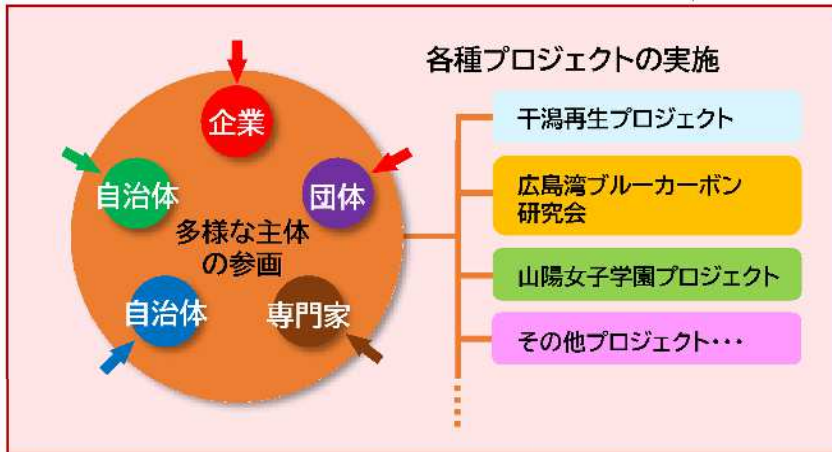 各種プロジェクトの実施
企業
自治体
団体
多様な主体
の参画
自治体
専門家
干潟再生プロジェクト
広島湾ブルーカーボン
研究会
山陽女子学園プロジェクト
その他プロジェクト・・・